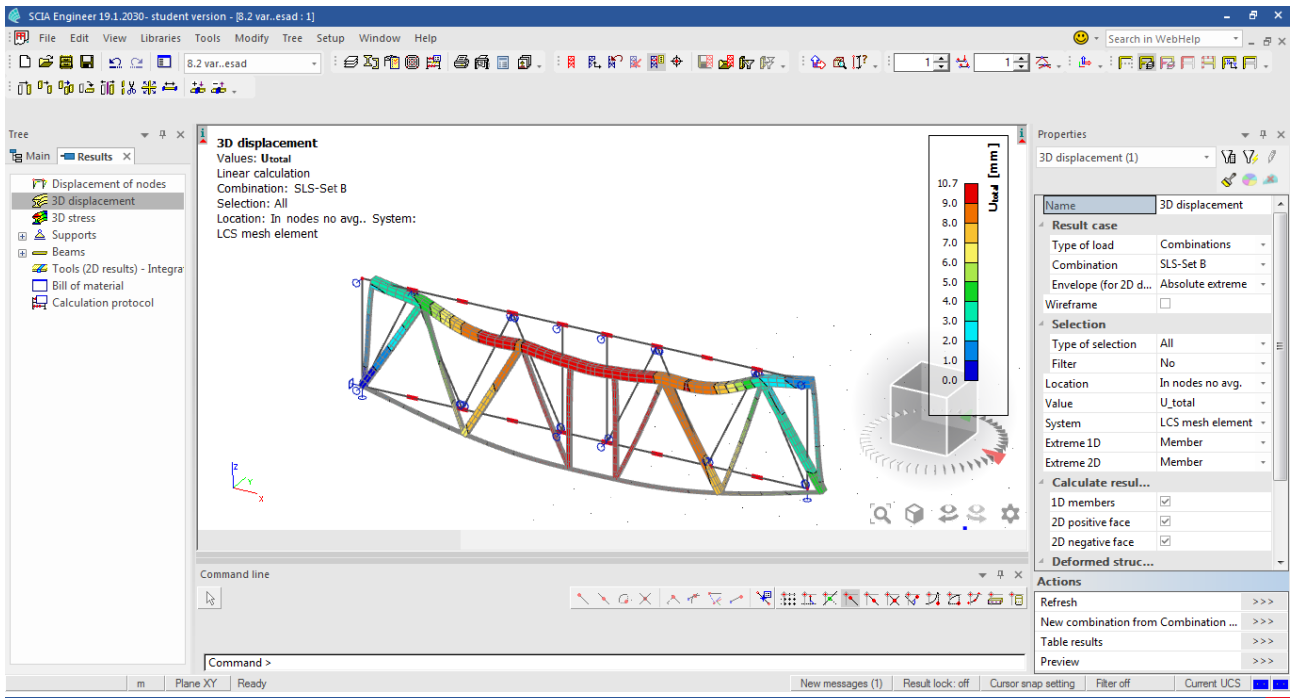 SCIA Engineer 19.1.2030- student version - [8.2 var..esad : 1]
File Edit View Libraries Tools Modify Tree Setup Window Help
Search in WebHelp
8.2 var..esad
1
1
Tree
Main
Results
Displacement of nodes
3D displacement
3D stress
Supports
Beams
Tools (2D results) - Integra
Bill of material
Calculation protocol
3D displacement
Values: Utotal
Linear calculation
Combination: SLS-Set B
Selection: All
Location: In nodes no avg.. System:
LCS mesh element
Utotal [mm]
10.7
9.0
8.0
7.0
6.0
5.0
4.0
3.0
2.0
1.0
0.0
z
Y
x
Command line
Command >
Properties
3D displacement (1)
Name 3D displacement
Result case
Type of load Combinations
Combination SLS-Set B
Envelope (for 2D d... Absolute extreme
Wireframe
Selection
Type of selection All
Filter No
Location In nodes no avg.
Value U_total
System LCS mesh element
Extreme 1D Member
Extreme 2D Member
Calculate resul...
1D members
2D positive face
2D negative face
Deformed struc...
Actions
Refresh >>>
New combination from Combination ... >>>
Table results >>>
Preview >>>
m Plane XY Ready New messages (1) Result lock: off Cursor snap setting Filter off Current UCS